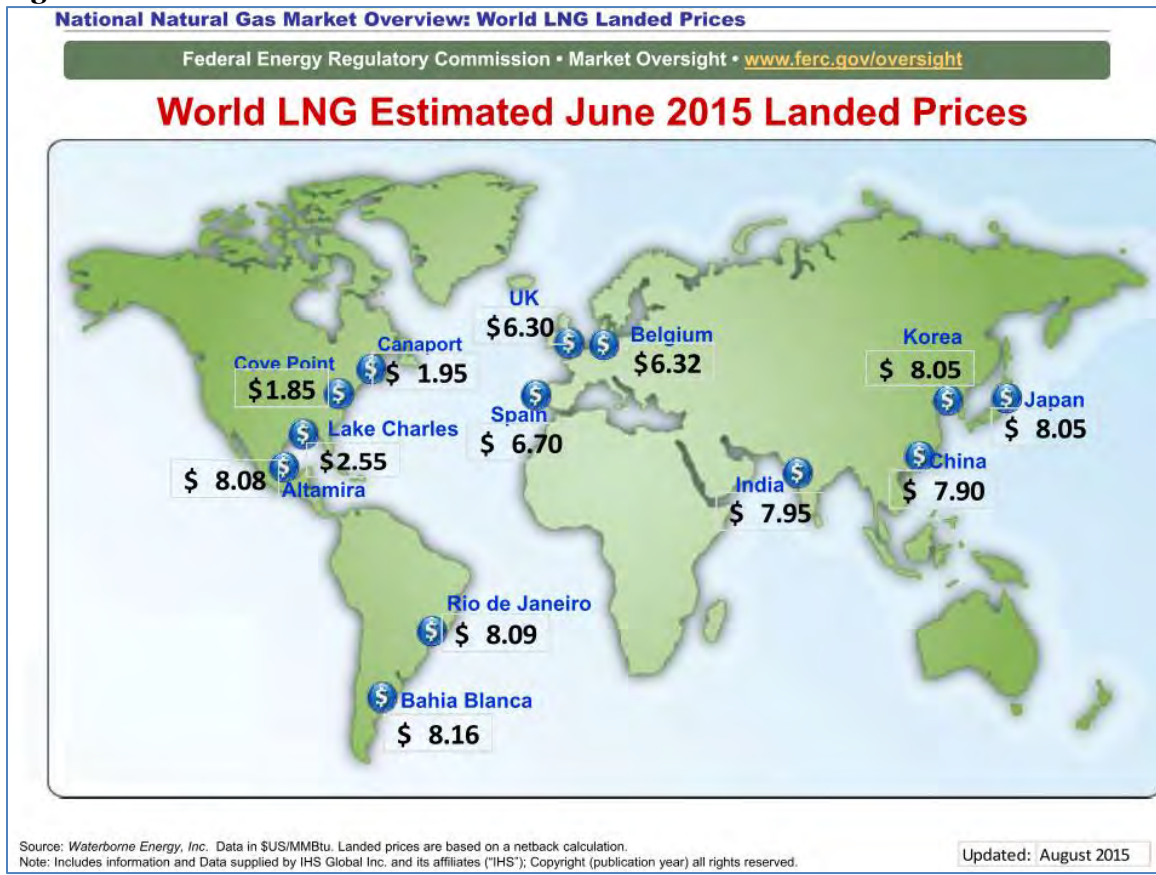 National Natural Gas Market Overview: World LNG Landed Prices
Federal Energy Regulatory Commission • Market Oversight • www.ferc.gov/oversight
World LNG Estimated June 2015 Landed Prices
UK
$6.30
Belgium
$6.32
Korea
$ 8.05
Canaport
$ 1.95
Cove Point
$1.85
Japan
$ 8.05
Spain
$ 6.70
Lake Charles
$2.55
$ 8.08
Altamira
China
$ 7.90
India
$ 7.95
Rio de Janeiro
$ 8.09
Bahia Blanca
$ 8.16
Source: Waterborne Energy, Inc. Data in $US/MMBtu. Landed prices are based on a netback calculation.
Note: Includes information and Data supplied by IHS Global Inc. and its affiliates ("IHS"); Copyright (publication year) all rights reserved.
Updated: August 2015